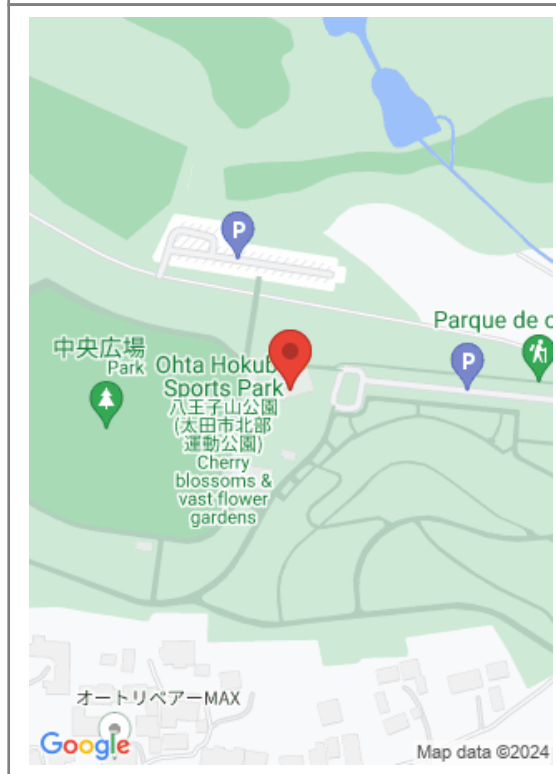 P
Parque de c
中央広場
Park
P
Ohta Hokub
Sports Park
八王子山公園
(太田市北部
運動公園)
Cherry
blossoms &
vast flower
gardens
オートリペアーMAX
Google
Map data ©2024